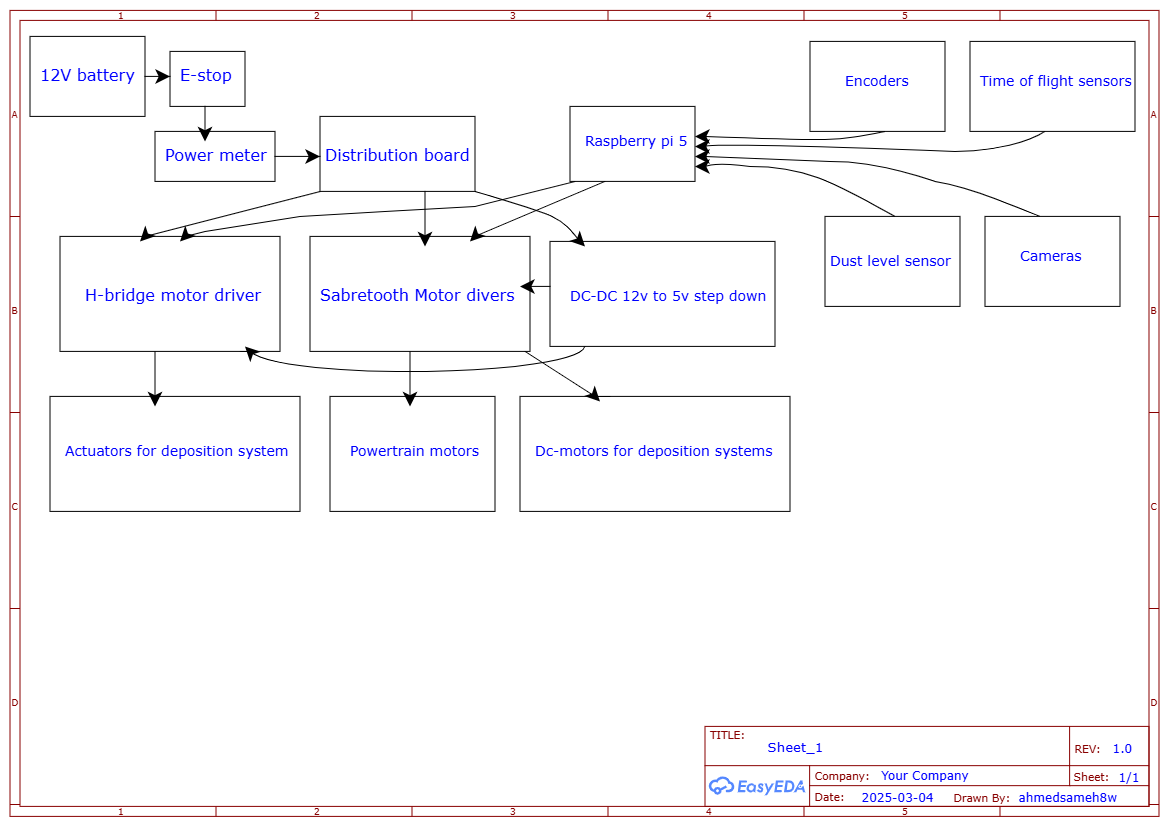 1 2 3 4 5
A
A
B
B
C
C
D
D
12V battery
E-stop
Power meter
Distribution board
Raspberry pi 5
Encoders
Time of flight sensors
Dust level sensor
Cameras
H-bridge motor driver
Sabretooth Motor divers
DC-DC 12v to 5v step down
Actuators for deposition system
Powertrain motors
Dc-motors for deposition systems
TITLE:
Sheet_1
REV: 1.0
EasyEDA
Company: Your Company
Sheet: 1/1
Date: 2025-03-04 Drawn By: ahmedsameh8w
1 2 3 4 5